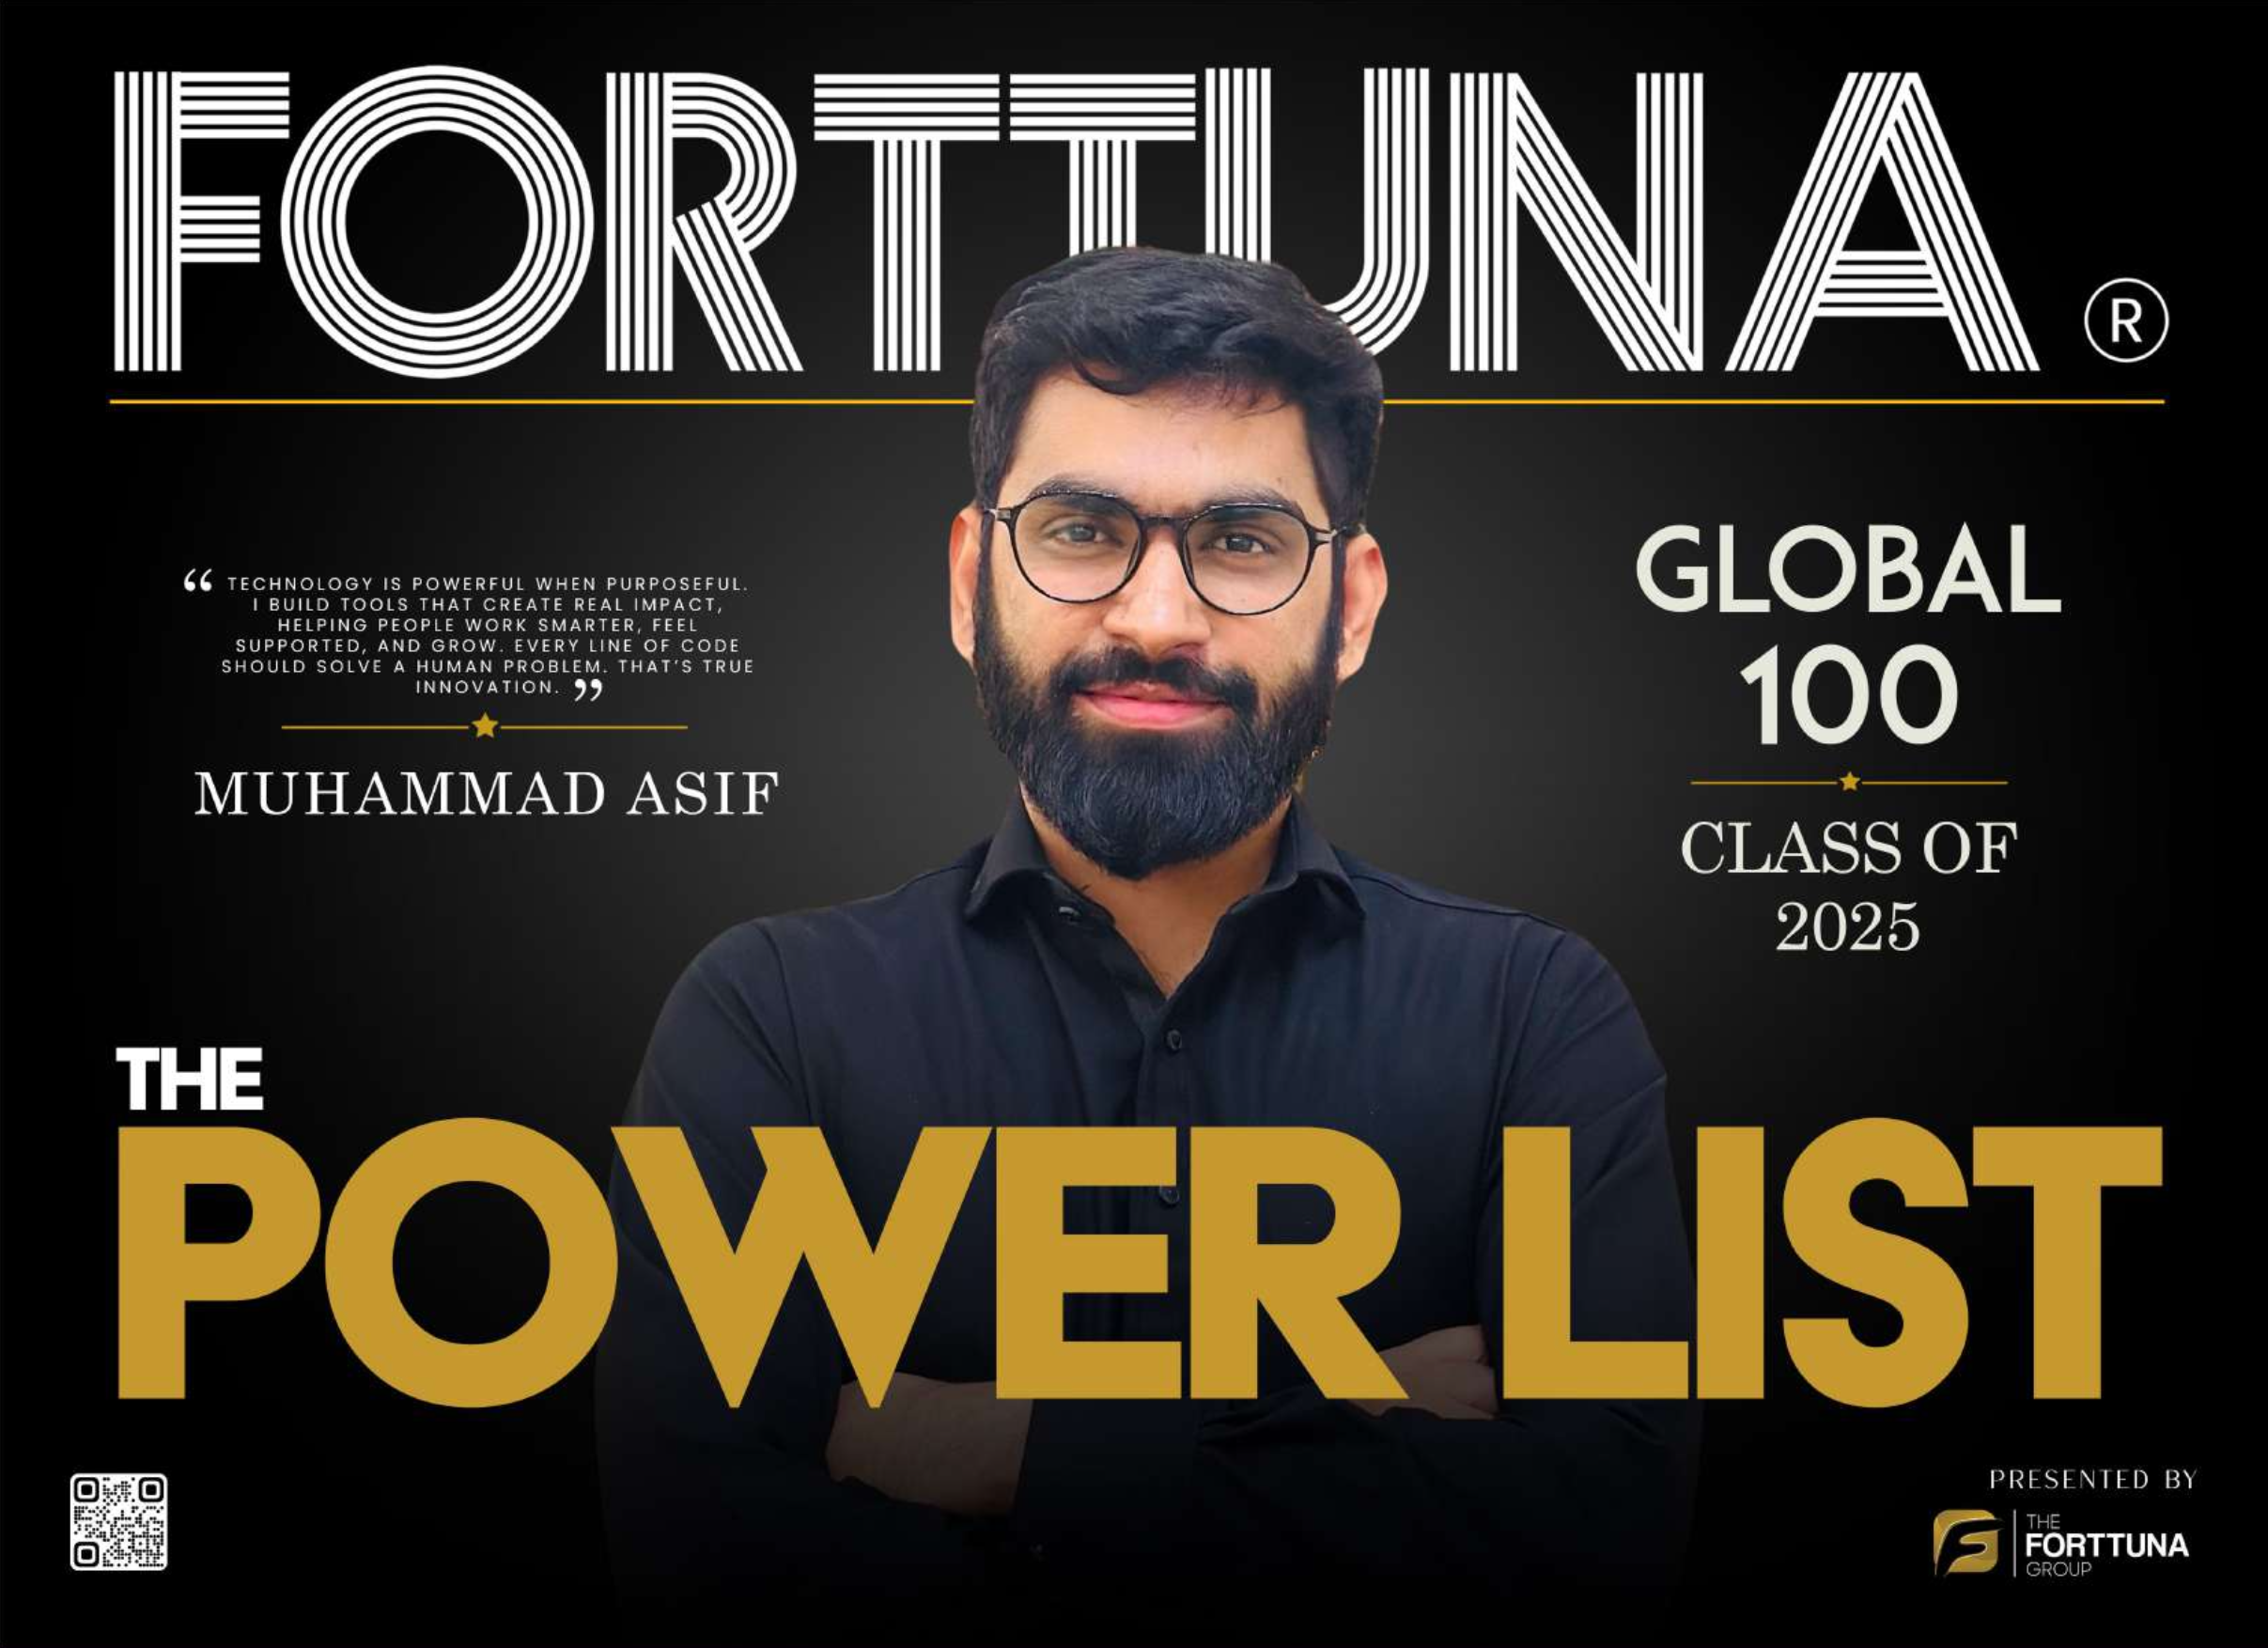 FORTTUNA
®
“ TECHNOLOGY IS POWERFUL WHEN PURPOSEFUL.
I BUILD TOOLS THAT CREATE REAL IMPACT,
HELPING PEOPLE WORK SMARTER, FEEL
SUPPORTED, AND GROW. EVERY LINE OF CODE
SHOULD SOLVE A HUMAN PROBLEM. THAT'S TRUE
INNOVATION. ”
MUHAMMAD ASIF
GLOBAL
100
CLASS OF
2025
THE
POWER LIST
PRESENTED BY
THE
FORTTUNA
GROUP